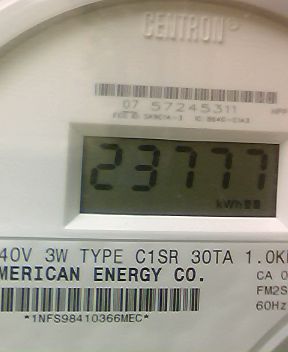 CENTRON
07 57245311
23777
kWh
40V 3W TYPE C1SR 30TA 1.0K
MERICAN ENERGY CO.
CA 0
FM2S
60Hz
*1NFS98410366MEC*